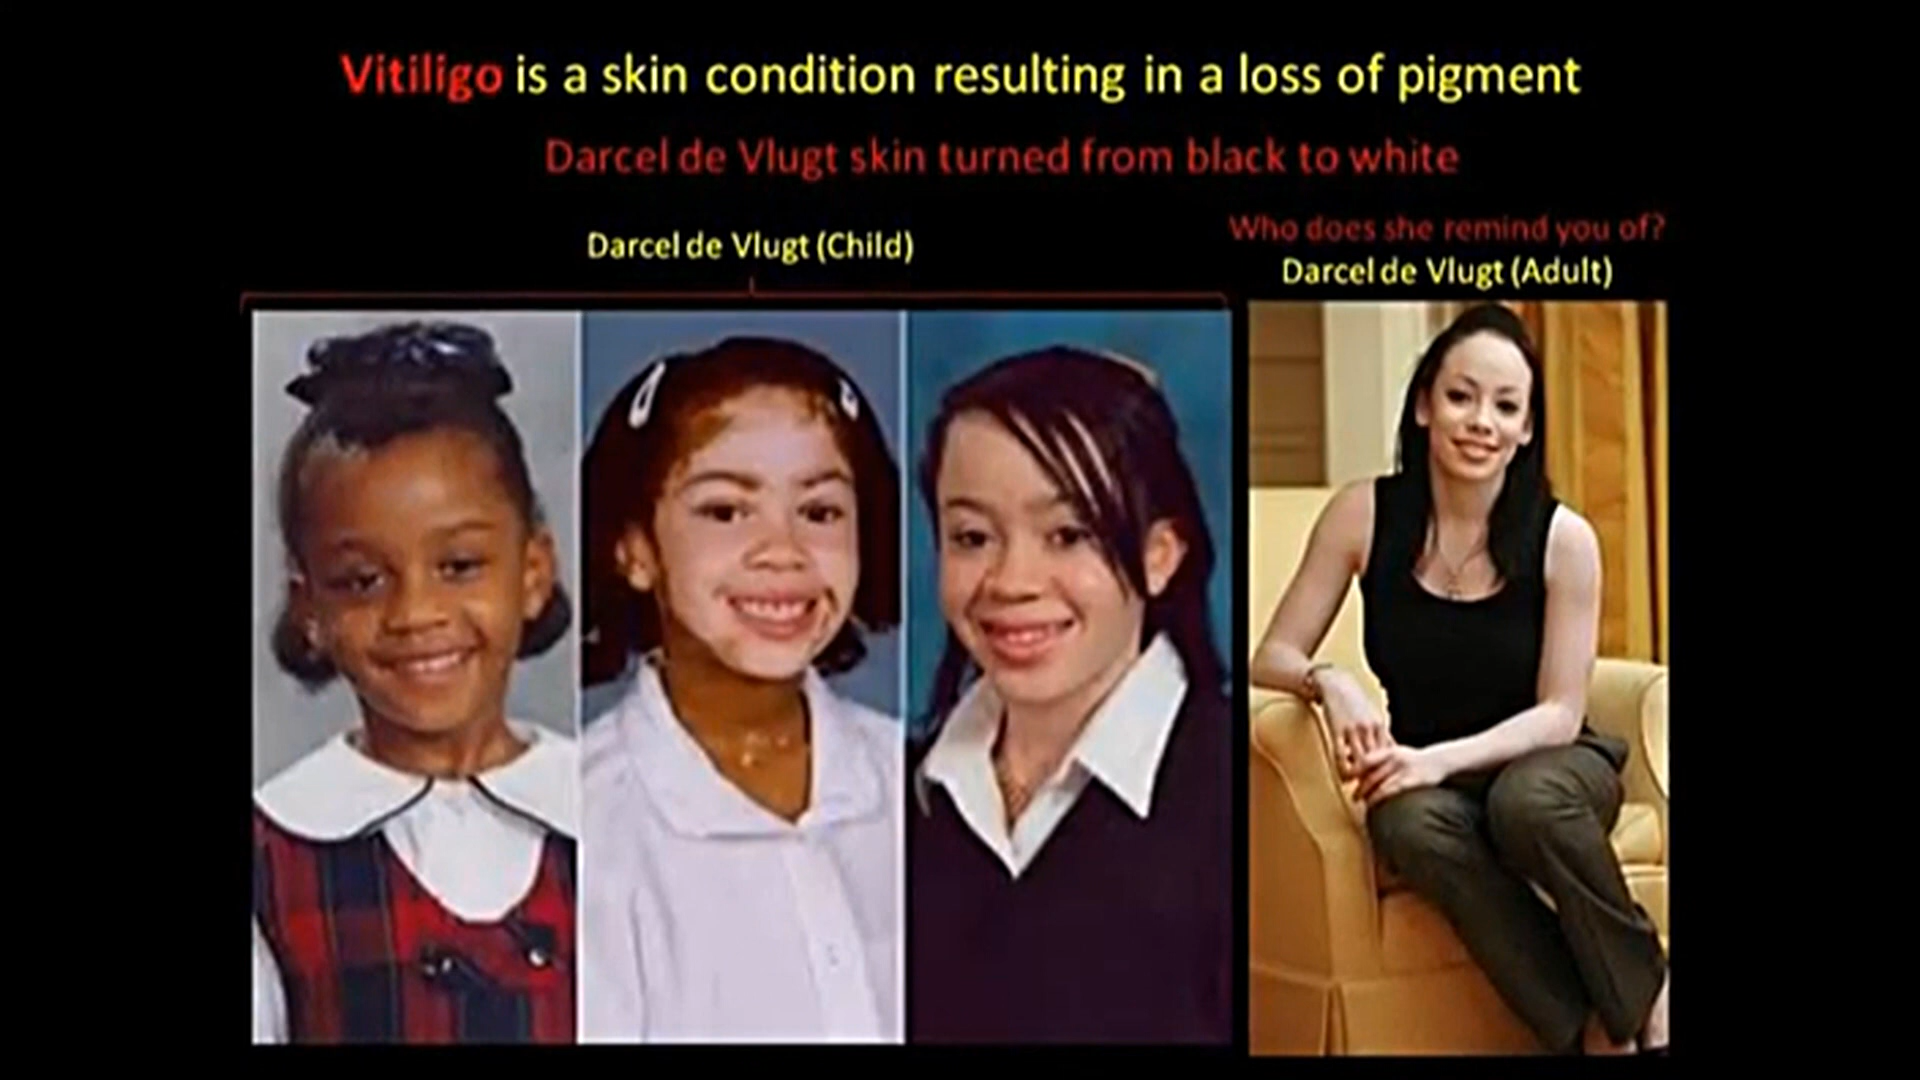 Vitiligo is a skin condition resulting in a loss of pigment
Darcel de Vlugt skin turned from black to white
Darcel de Vlugt (Child)
Who does she remind you of?
Darcel de Vlugt (Adult)